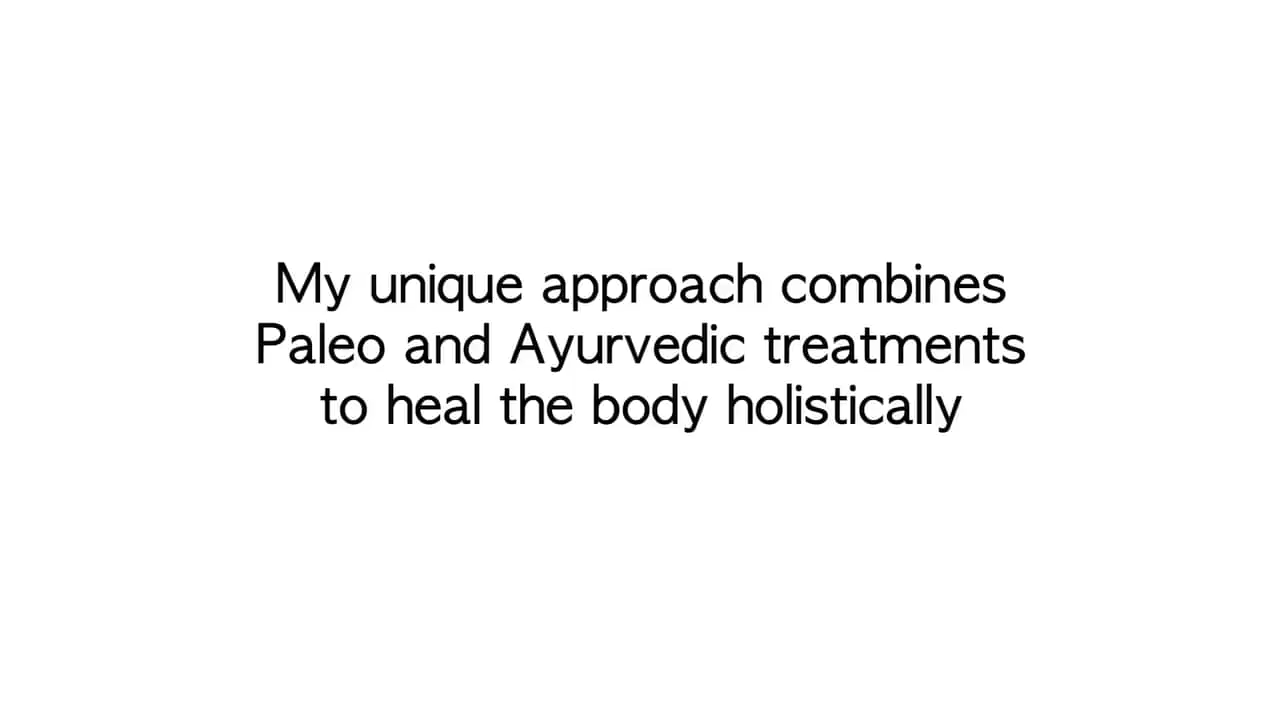 My unique approach combines
Paleo and Ayurvedic treatments
to heal the body holistically